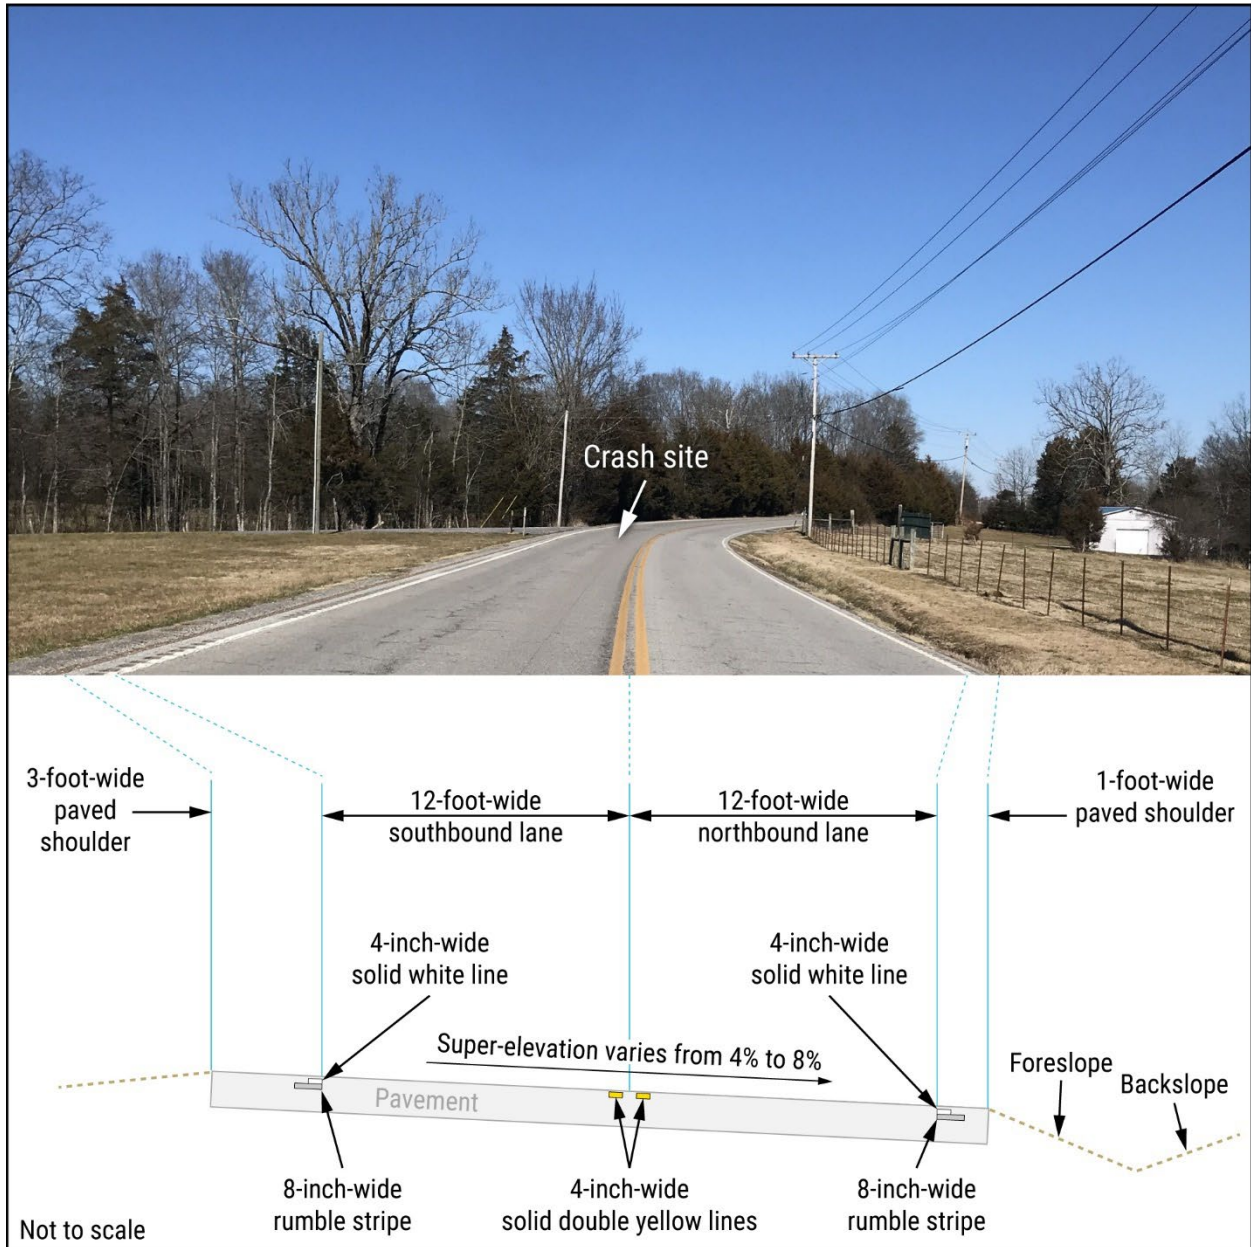 Crash site
3-foot-wide
paved
shoulder
12-foot-wide
southbound lane
12-foot-wide
northbound lane
1-foot-wide
paved shoulder
4-inch-wide
solid white line
4-inch-wide
solid white line
Super-elevation varies from 4% to 8%
Foreslope
Backslope
Pavement
8-inch-wide
rumble stripe
4-inch-wide
solid double yellow lines
8-inch-wide
rumble stripe
Not to scale